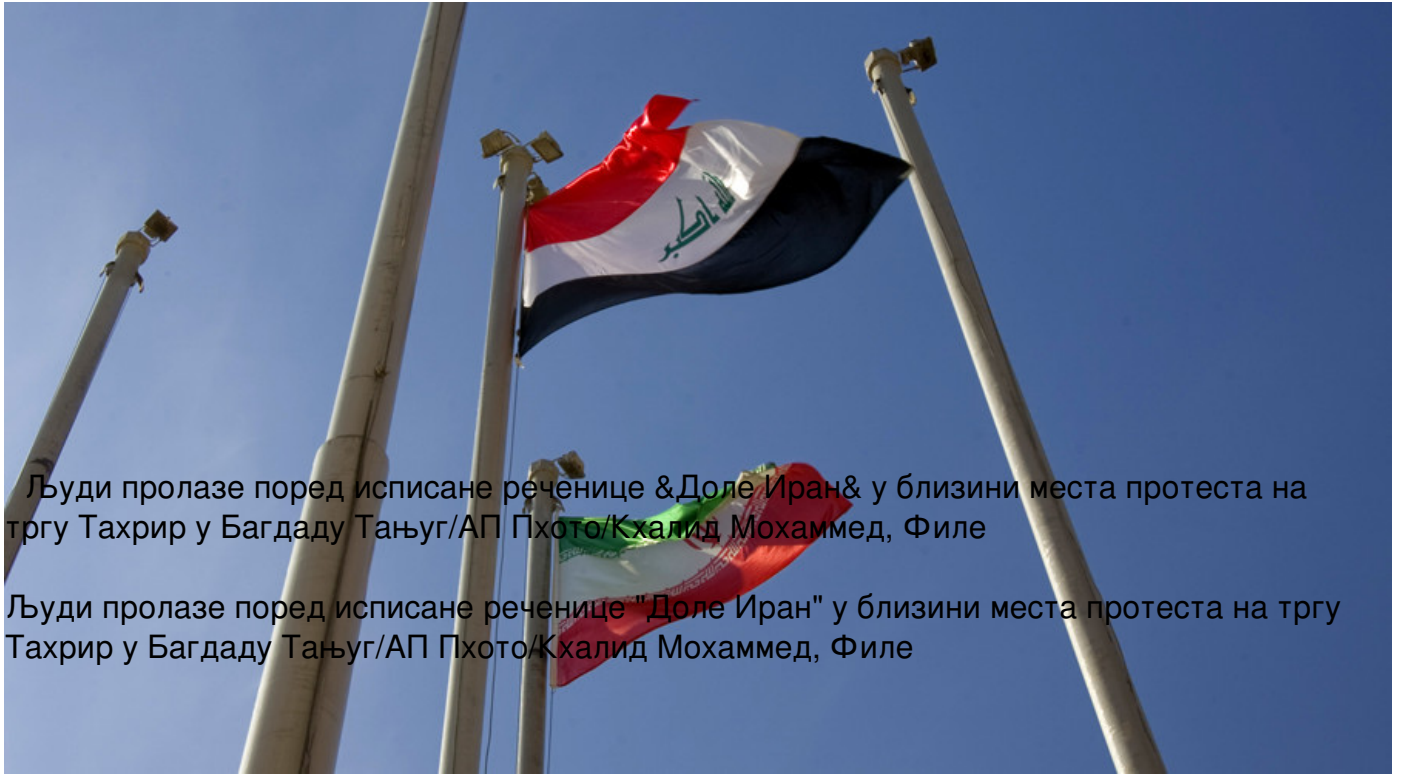 الله اكبر
Људи пролазе поред исписане реченице &Доле Иран& у близини места протеста на
тргу Тахрир у Багдаду Тањуг/АП Пхото/Кхалид Мохаммед, Филе
Људи пролазе поред исписане реченице "Доле Иран" у близини места протеста на тргу
Тахрир у Багдаду Тањуг/АП Пхото/Кхалид Мохаммед, Филе